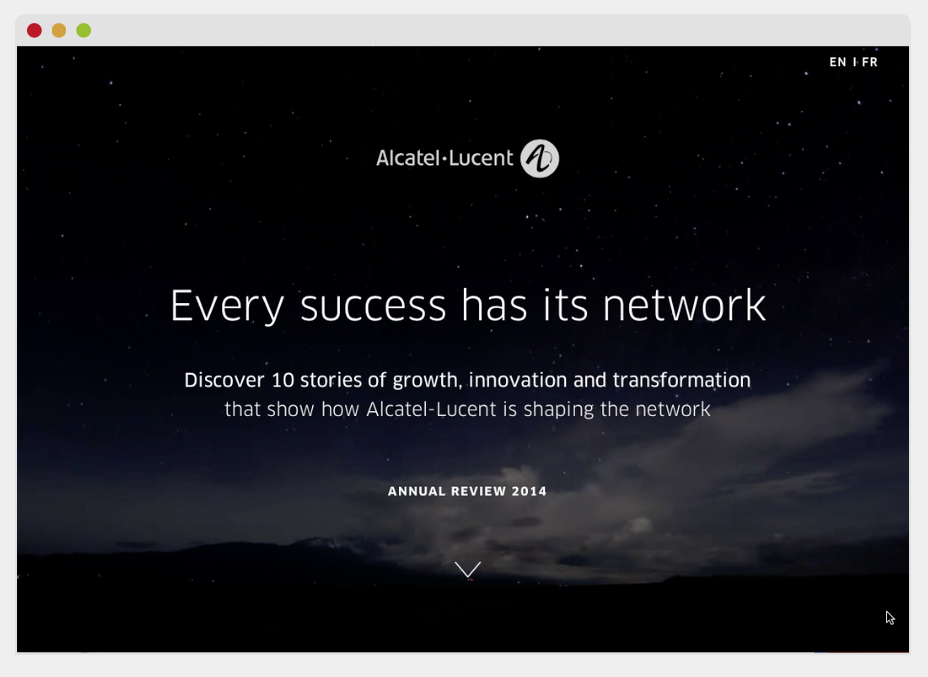 EN I FR
Alcatel·Lucent
Every success has its network
Discover 10 stories of growth, innovation and transformation
that show how Alcatel-Lucent is shaping the network
ANNUAL REVIEW 2014